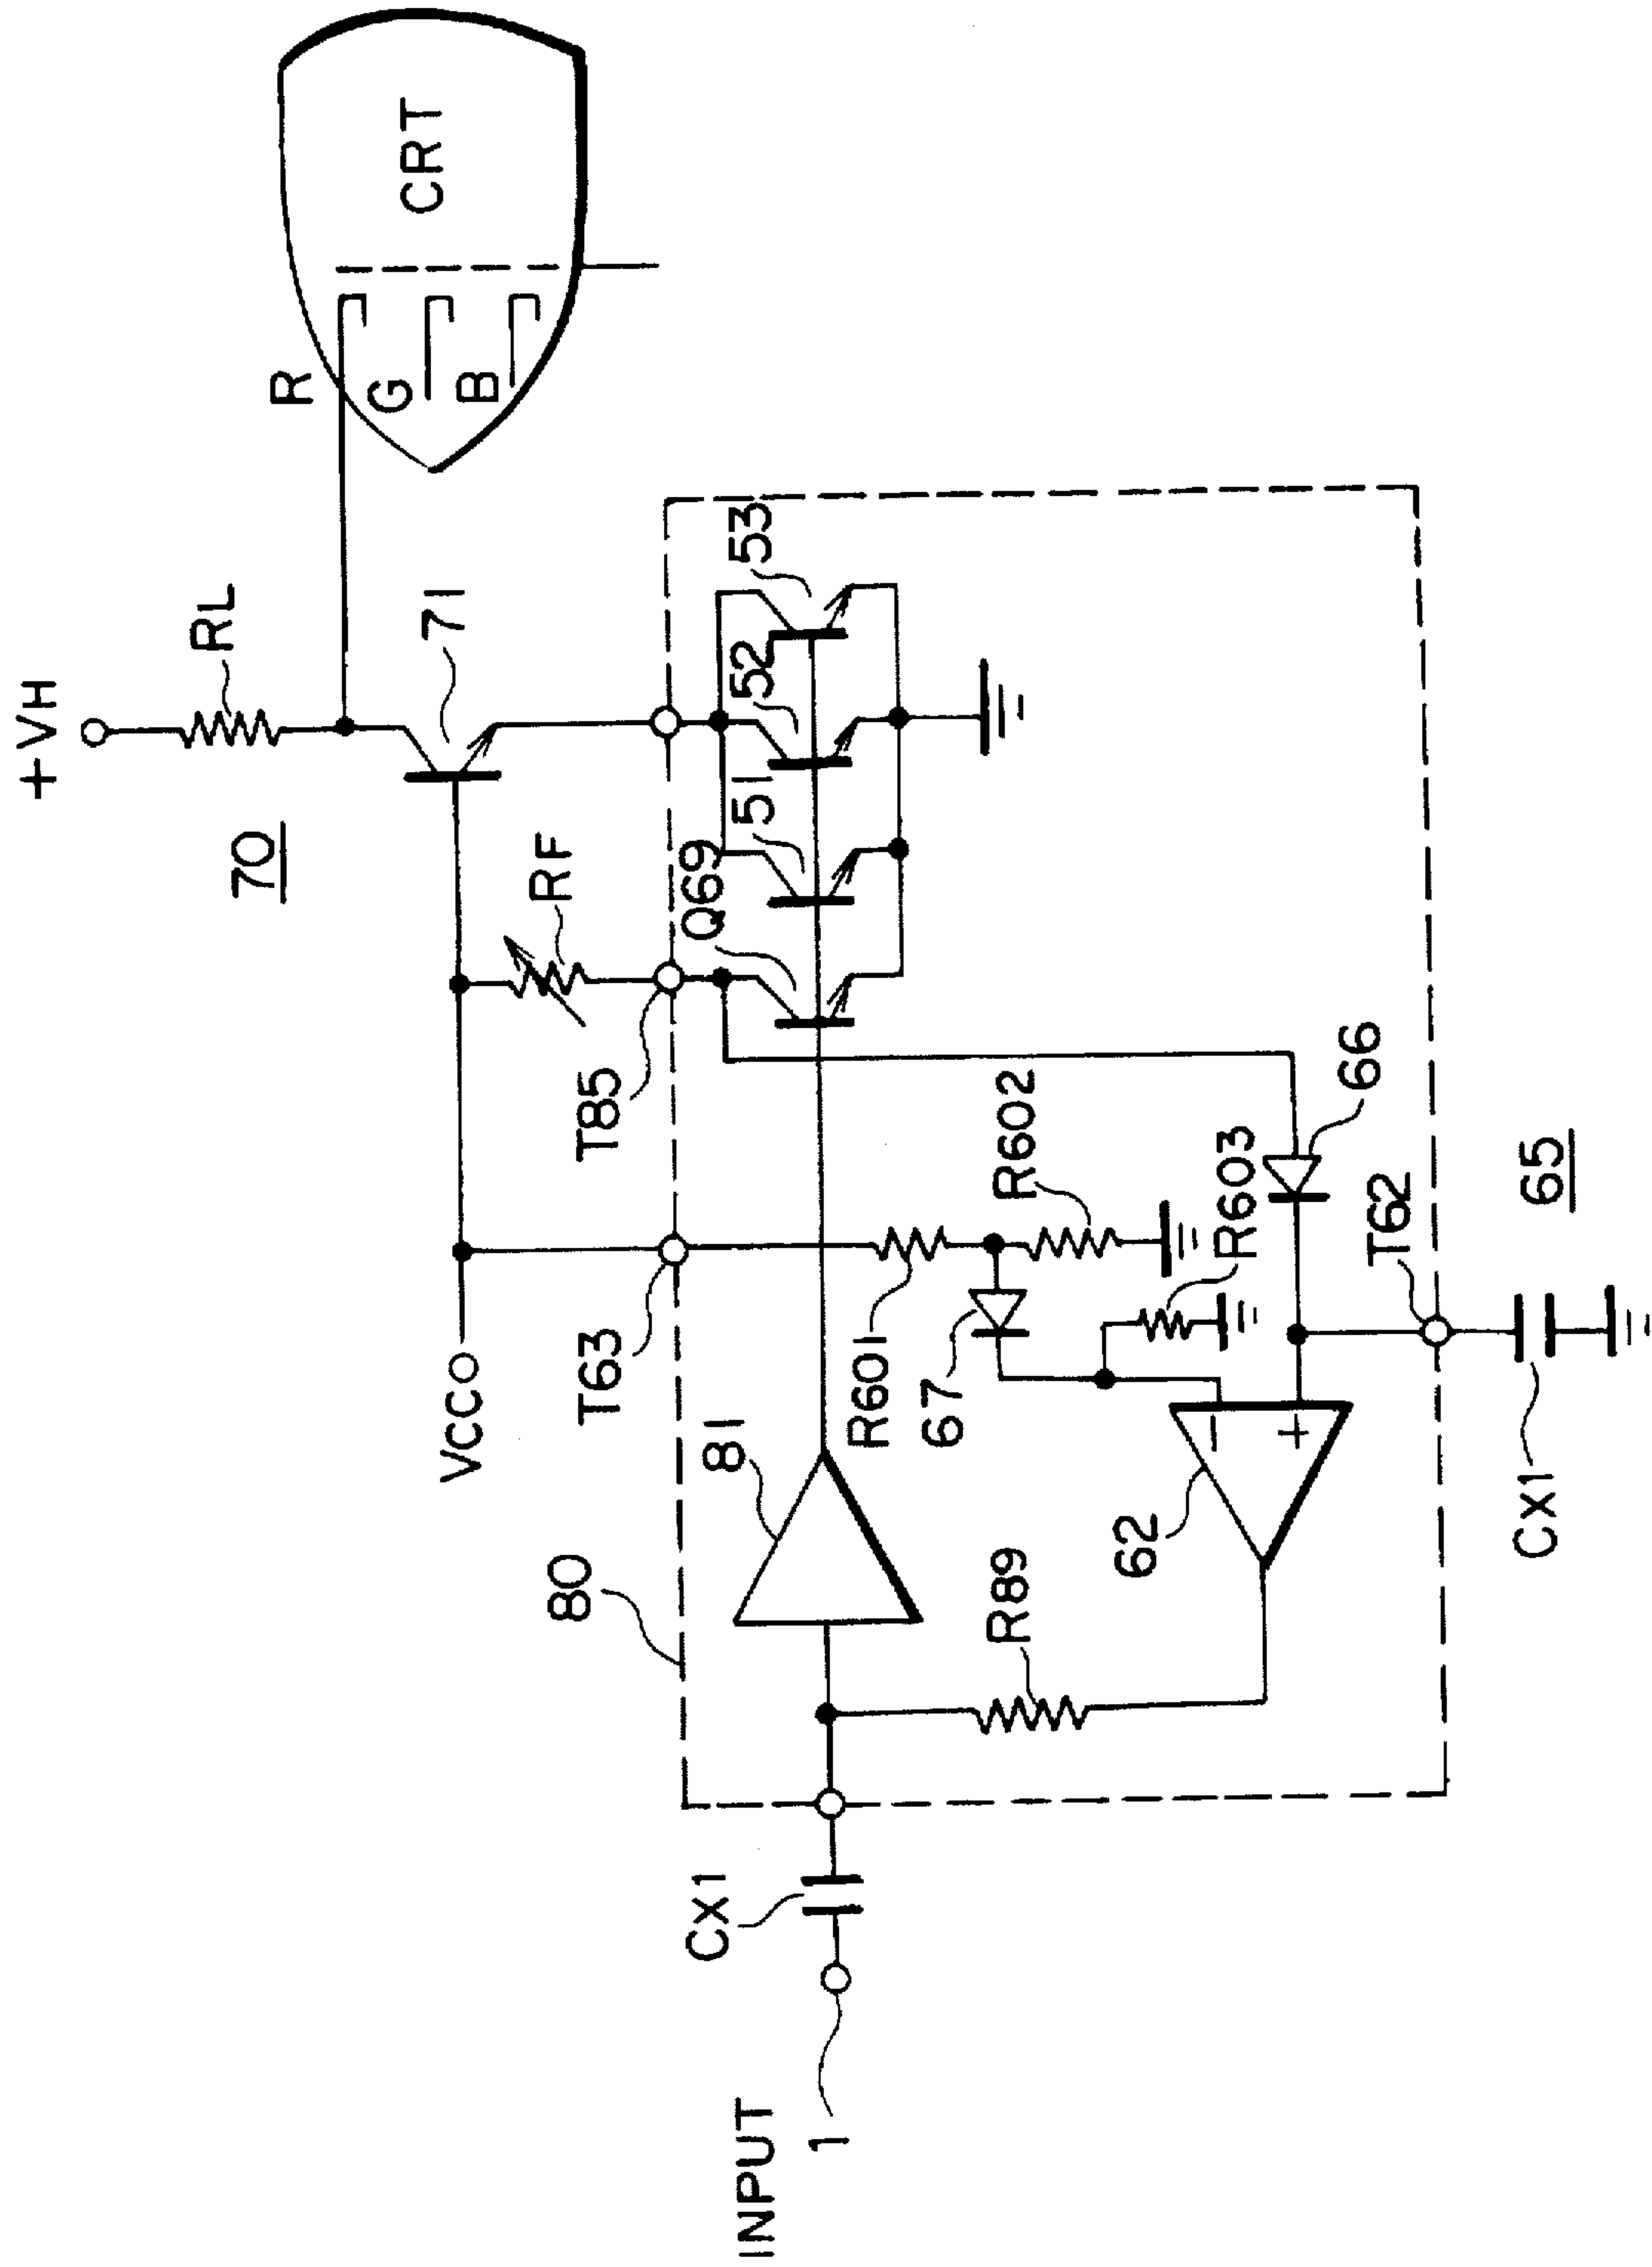 +VH
RL
70
71
R
G
B
CRT
VCC
RF
T63
T85
Q69
51
52
53
80
81
R601
R602
67
R603
66
R89
62
T62
65
CX1
CX1
INPUT
1